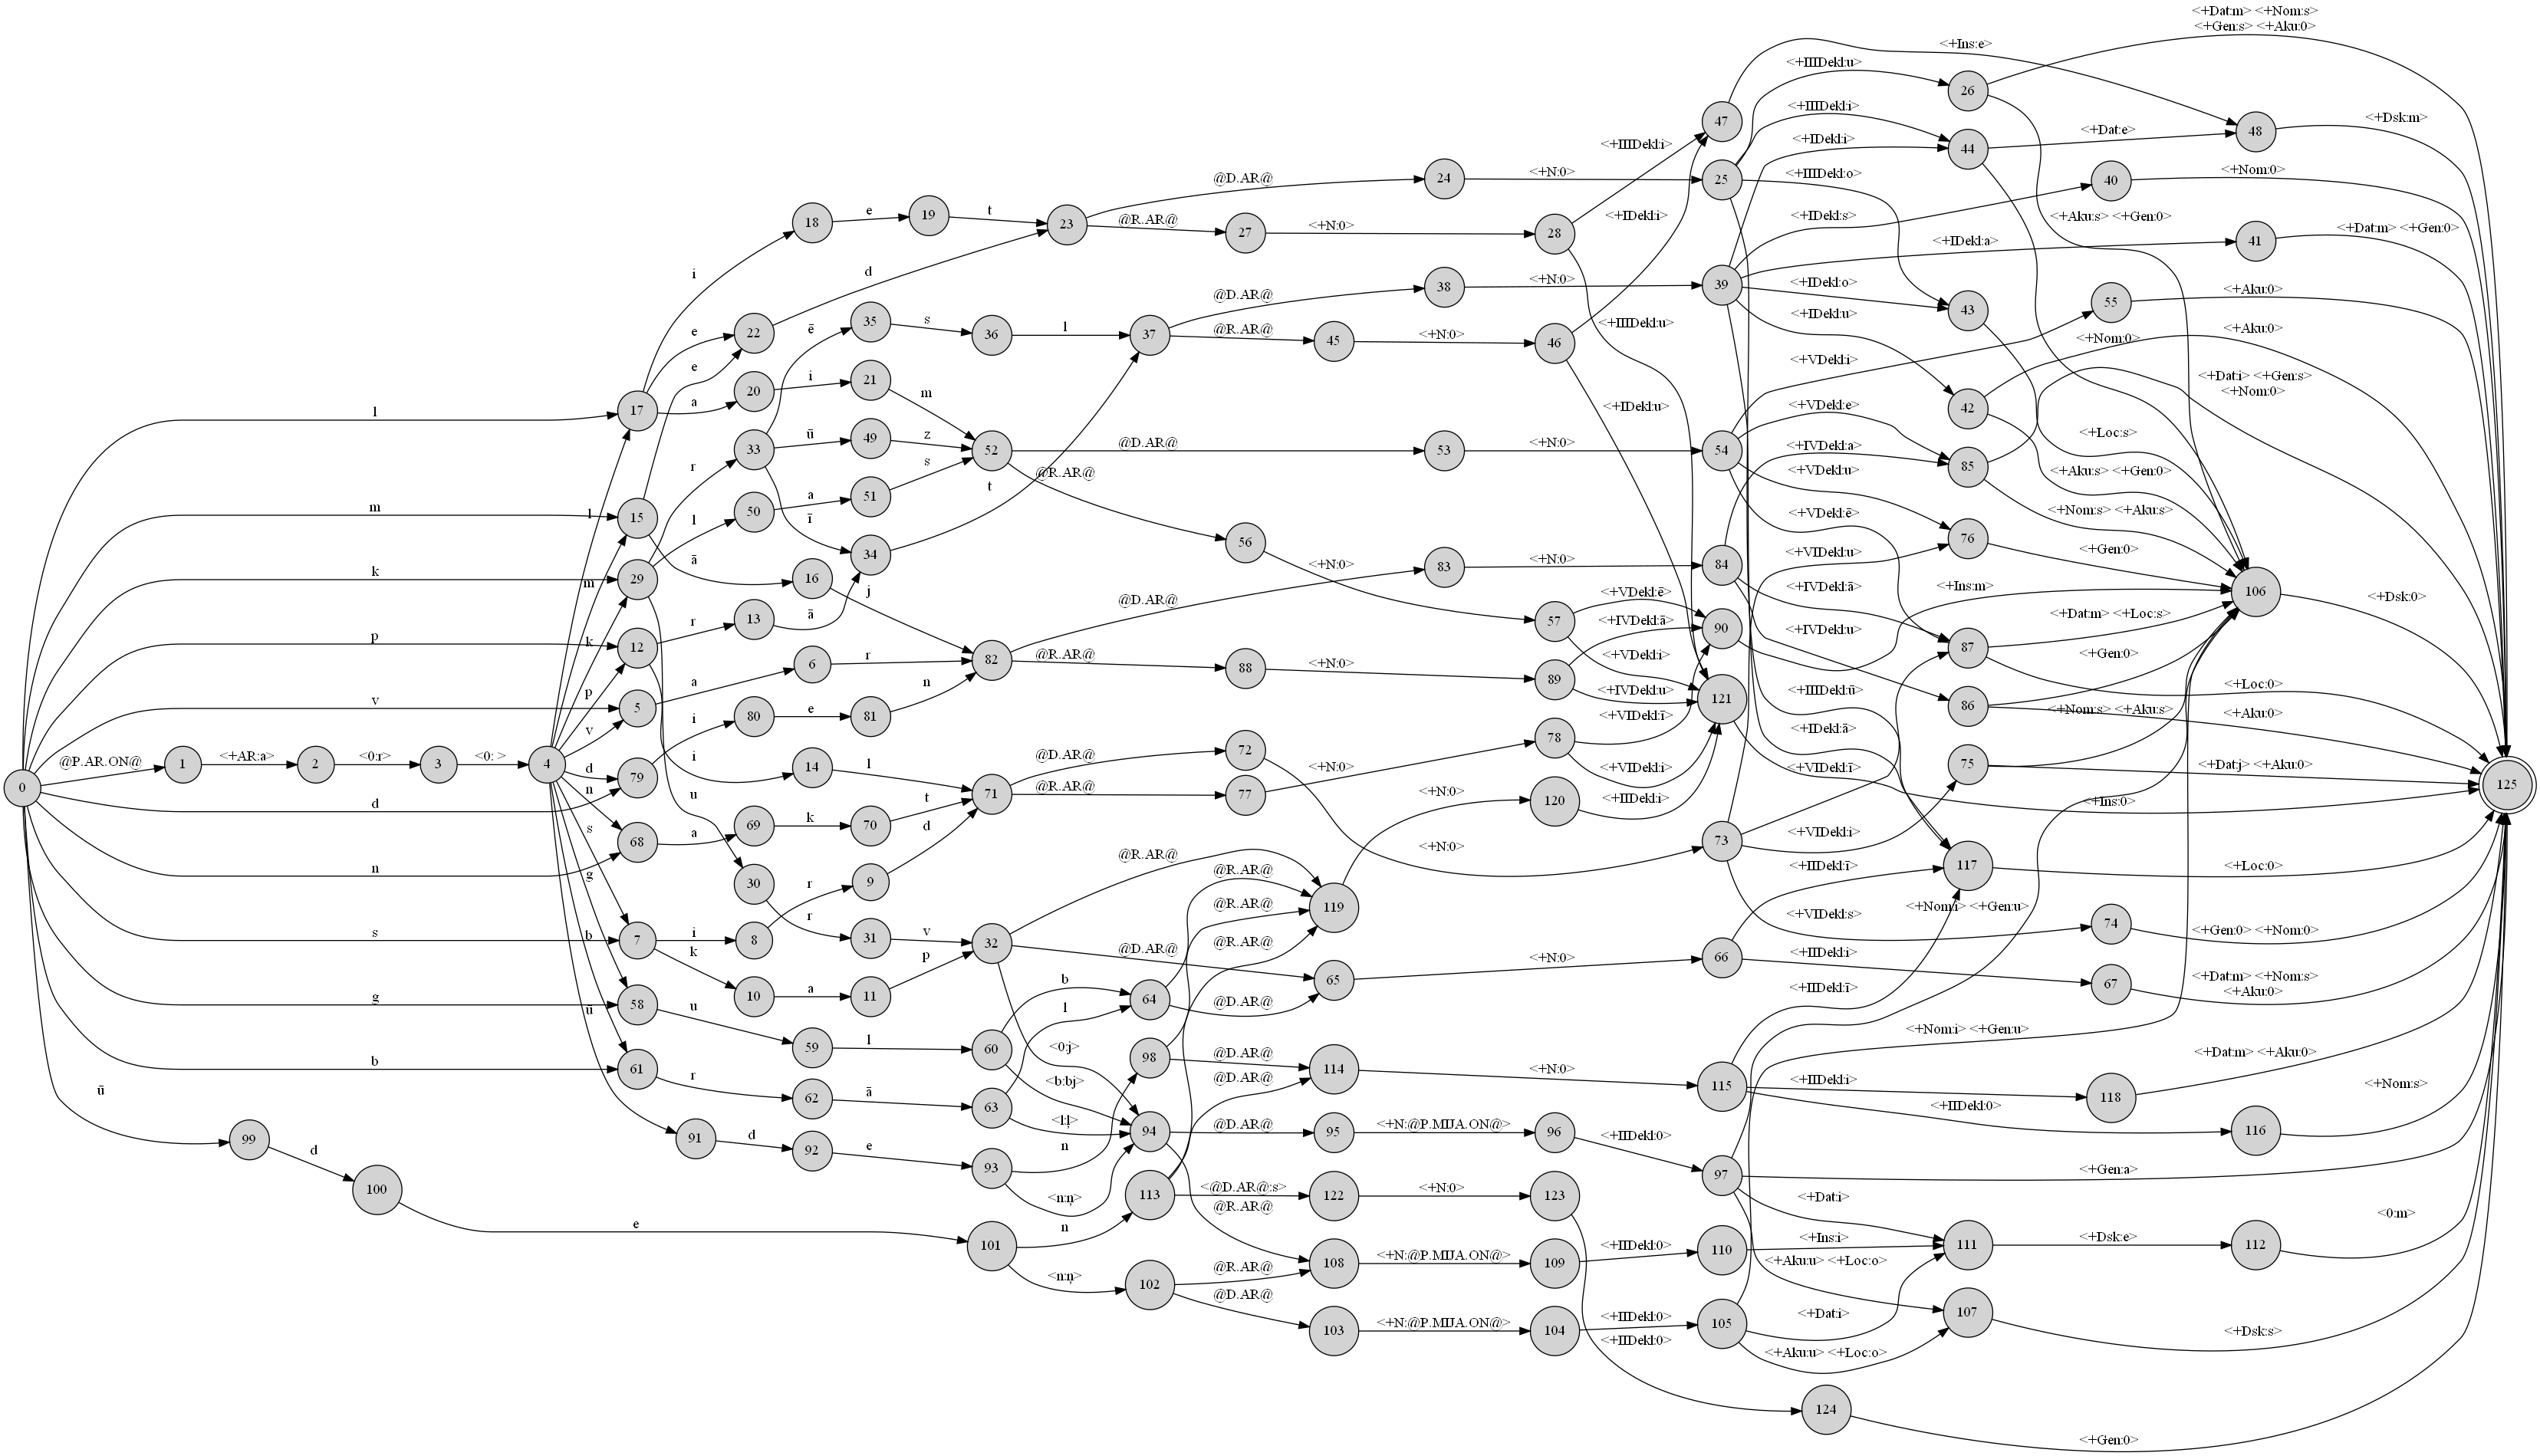 <+Dat:m> <+Nom:s>
<+Gen:s> <+Aku:0>
<+Ins:e>
<+IIIDekl:u>
26
47
48
<+Dsk:m>
<+IIIDekl:i>
<+Dat:e>
44
<+IDekl:i>
<+IIIDekl:i>
@D.AR@
24
<+N:0>
25
<+IIIDekl:o>
40
<+Nom:0>
18
e
19
t
23
@R.AR@
27
<+N:0>
28
<+IDekl:i>
<+IDekl:s>
<+Aku:s> <+Gen:0>
41
<+Dat:m> <+Gen:0>
<+IDekl:a>
i
d
@D.AR@
38
<+N:0>
39
<+IDekl:o>
43
55
<+Aku:0>
<+IDekl:u>
<+IIIDekl:u>
ē
35
s
36
l
37
@R.AR@
45
<+N:0>
46
<+Nom:0>
<+Aku:0>
e
22
e
<+VDekl:i>
<+Dat:i> <+Gen:s>
<+Nom:0>
l
17
a
20
i
21
m
<+IDekl:u>
<+VDekl:e>
42
<+Loc:s>
ū
49
z
52
@D.AR@
53
<+N:0>
54
<+IVDekl:a>
85
r
33
s
@R.AR@
<+VDekl:u>
<+Aku:s> <+Gen:0>
l
50
a
51
t
m
15
l
ī
<+VDekl:ē>
<+Nom:s> <+Aku:s>
ā
34
56
<+N:0>
83
<+N:0>
84
<+VIDekl:u>
76
<+Gen:0>
k
29
m
16
j
@D.AR@
<+VDekl:ē>
<+IVDekl:ā>
<+Ins:m>
106
<+Dsk:0>
p
12
k
r
13
ā
57
<+IVDekl:ā>
90
<+IVDekl:u>
<+Dat:m> <+Loc:s>
6
r
82
@R.AR@
88
<+N:0>
89
<+VDekl:i>
87
<+Gen:0>
v
5
p
a
80
e
81
n
<+IVDekl:u>
121
<+IIIDekl:ū>
86
<+Loc:0>
<+Nom:s> <+Aku:s>
<+Aku:0>
v
i
i
@D.AR@
72
78
<+VIDekl:ī>
<+IDekl:ā>
0
@P.AR.ON@
1
<+AR:a>
2
<0:r>
3
<0: >
4
d
79
14
l
71
@R.AR@
77
<+N:0>
<+VIDekl:i>
<+VIDekl:ī>
75
<+Dat:j> <+Aku:0>
125
d
n
u
69
k
70
t
d
<+N:0>
120
<+IIDekl:i>
<+Ins:0>
n
68
a
s
@R.AR@
<+N:0>
73
<+VIDekl:i>
g
30
r
9
@R.AR@
<+IIDekl:ī>
117
<+Loc:0>
s
7
i
8
r
31
v
32
@R.AR@
119
<+VIDekl:s>
<+Nom:i> <+Gen:u>
74
<+Gen:0> <+Nom:0>
b
k
p
@D.AR@
@R.AR@
<+N:0>
66
<+IIDekl:i>
g
58
10
a
11
b
64
@D.AR@
65
67
<+Dat:m> <+Nom:s>
<+Aku:0>
ū
u
59
l
60
l
<+IIDekl:ī>
<0:j>
<+Nom:i> <+Gen:u>
b
61
r
62
ā
63
<b:bj>
98
@D.AR@
114
<+N:0>
115
<+IIDekl:i>
118
<+Dat:m> <+Aku:0>
ū
@D.AR@
<+IIDekl:0>
<+Nom:s>
<l:ļ>
99
91
d
92
e
93
n
94
@D.AR@
95
<+N:@P.MIJA.ON@>
96
<+IIDekl:0>
116
d
<n:ņ>
97
<+Gen:a>
100
113
<@D.AR@:s>
122
<+N:0>
123
<+Dat:i>
e
n
@R.AR@
<0:m>
101
<+Ins:i>
111
<+Dsk:e>
112
<n:ņ>
@R.AR@
108
<+N:@P.MIJA.ON@>
109
<+IIDekl:0>
110
<+Aku:u> <+Loc:o>
102
@D.AR@
<+Dat:i>
107
103
<+N:@P.MIJA.ON@>
104
<+IIDekl:0>
105
<+Dsk:s>
<+IIDekl:0>
<+Aku:u> <+Loc:o>
124
<+Gen:0>